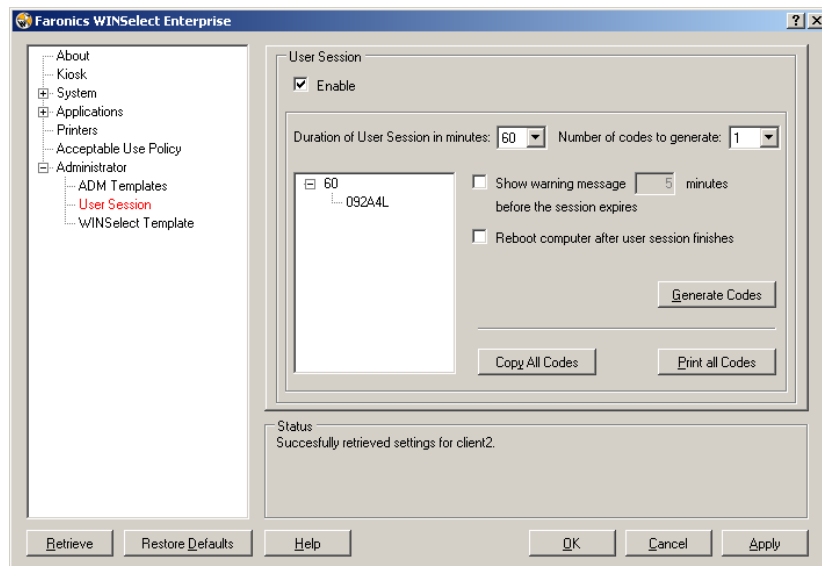 Faronics WINSelect Enterprise
About
Kiosk
System
Applications
Printers
Acceptable Use Policy
Administrator
ADM Templates
User Session
WINSelect Template
User Session
Enable
Duration of User Session in minutes: 60 Number of codes to generate: 1
60
092A4L
Show warning message 5 minutes
before the session expires
Reboot computer after user session finishes
Generate Codes
Copy All Codes Print all Codes
Status
Succesfully retrieved settings for client2.
Retrieve Restore Defaults Help OK Cancel Apply